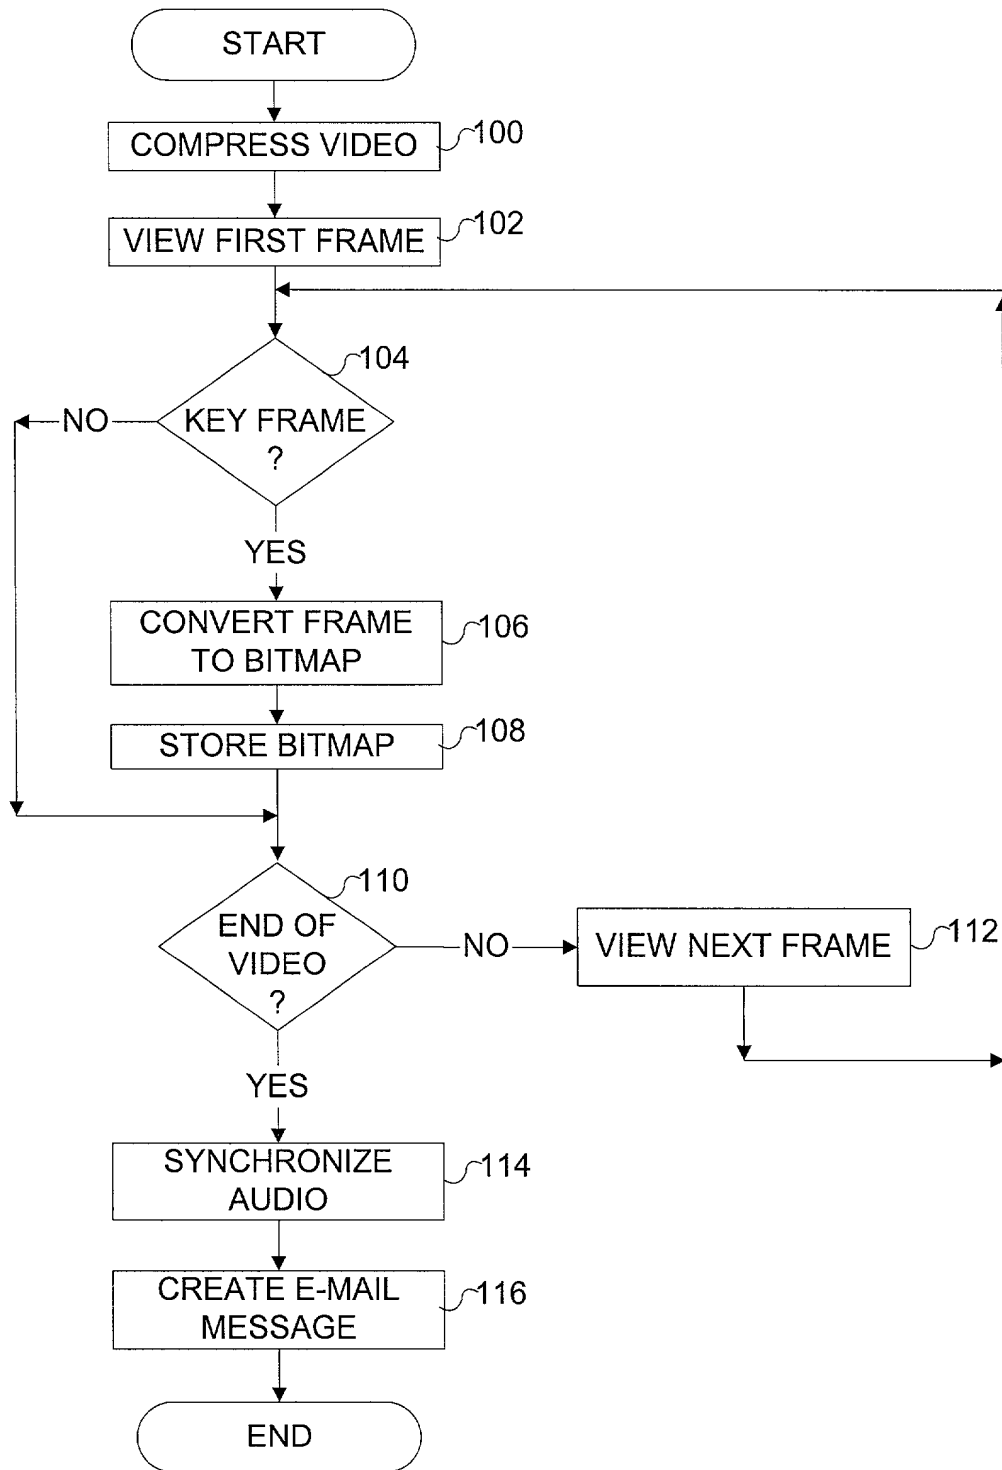 START
COMPRESS VIDEO
100
VIEW FIRST FRAME
102
104
NO
KEY FRAME
?
YES
CONVERT FRAME
TO BITMAP
106
STORE BITMAP
108
110
END OF
VIDEO
?
NO
VIEW NEXT FRAME
112
YES
SYNCHRONIZE
AUDIO
114
CREATE E-MAIL
MESSAGE
116
END